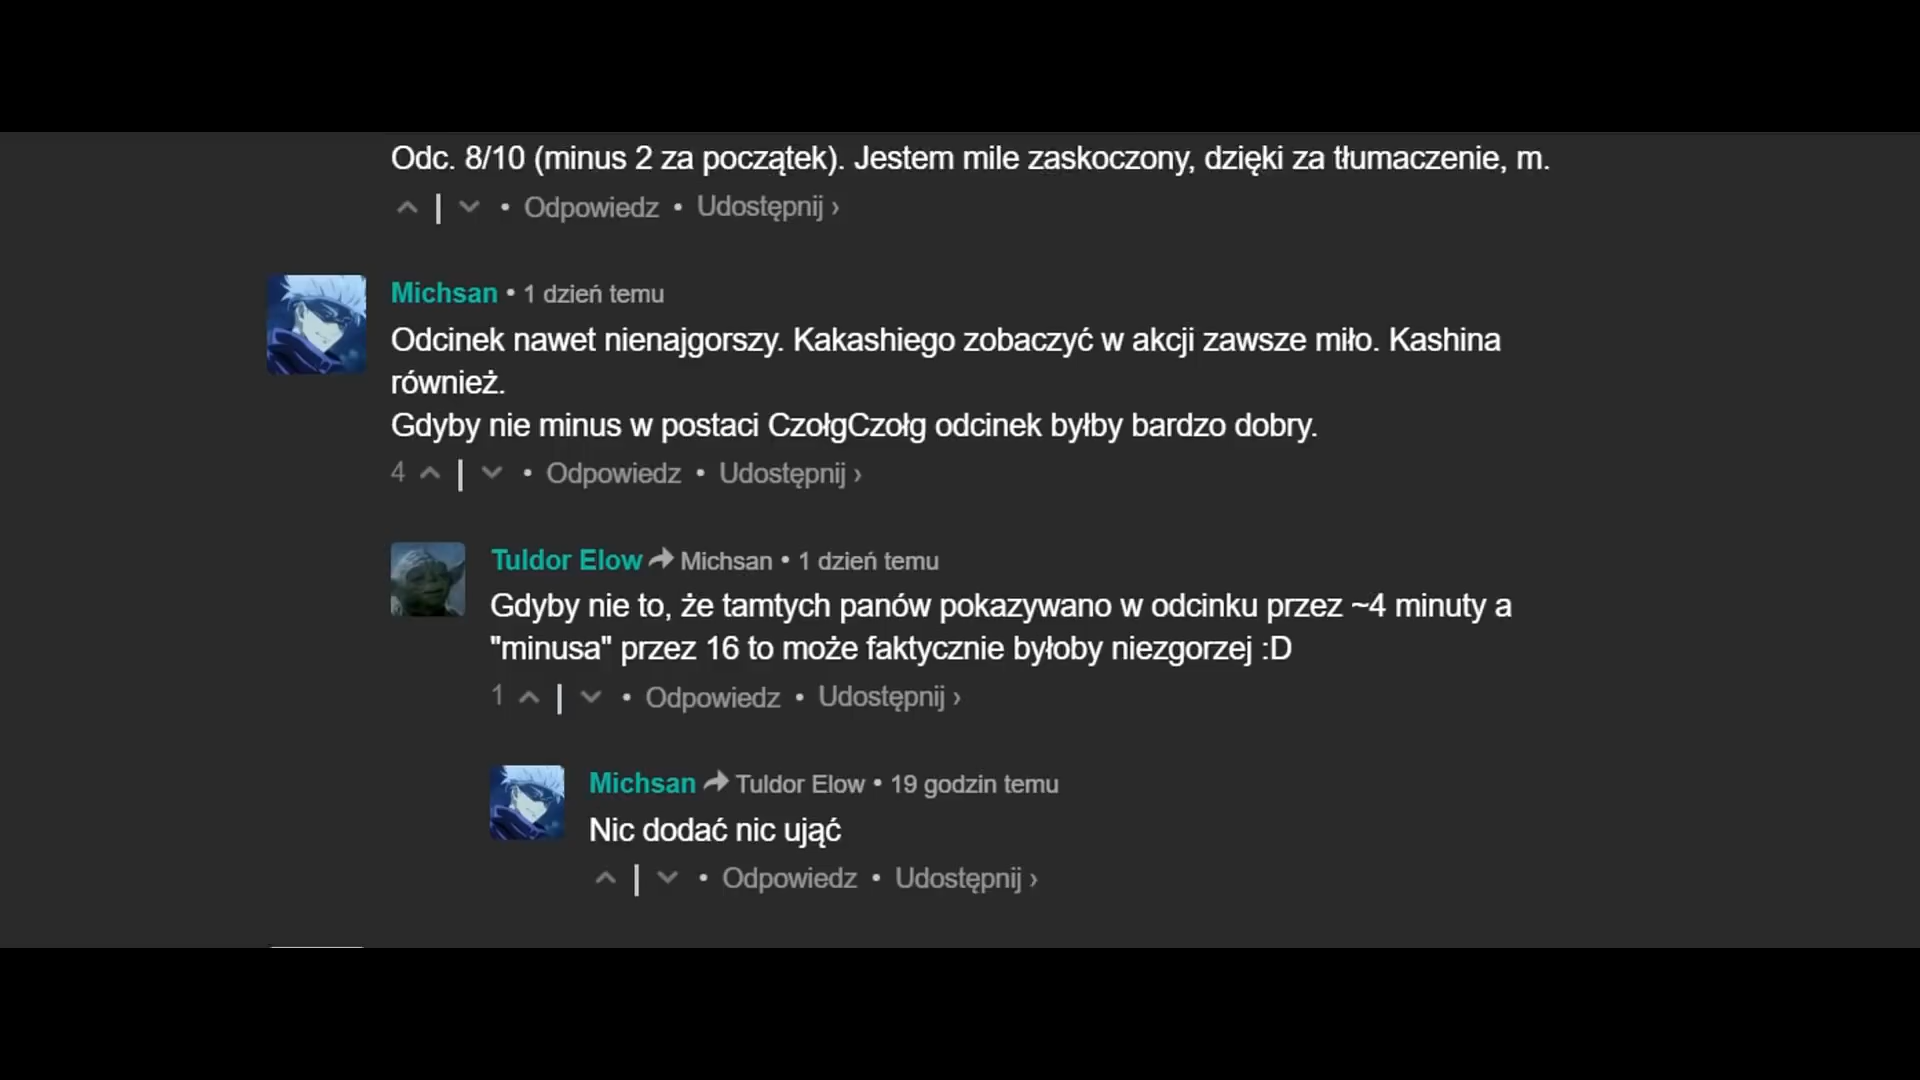 Odc. 8/10 (minus 2 za początek). Jestem mile zaskoczony, dzięki za tłumaczenie, m.
• Odpowiedz • Udostępnij ›
Michsan • 1 dzień temu
Odcinek nawet nienajgorszy. Kakashiego zobaczyć w akcji zawsze miło. Kashina
również.
Gdyby nie minus w postaci CzołgCzołg odcinek byłby bardzo dobry.
4 • Odpowiedz • Udostępnij ›
Tuldor Elow Michsan • 1 dzień temu
Gdyby nie to, że tamtych panów pokazywano w odcinku przez ~4 minuty a
"minusa" przez 16 to może faktycznie byłoby niezgorzej :D
1 • Odpowiedz • Udostępnij ›
Michsan Tuldor Elow • 19 godzin temu
Nic dodać nic ująć
• Odpowiedz • Udostępnij ›